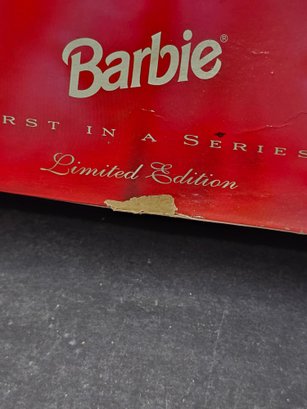 Barbie®
RST IN A SERIES
Limited Edition